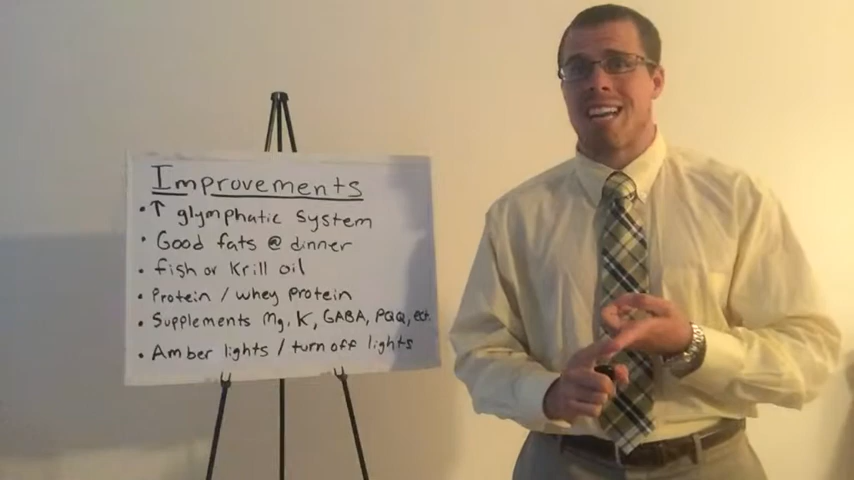 Improvements
• ↑ glymphatic system
• Good fats @ dinner
• fish or Krill oil
• Protein / whey protein
• Supplements Mg, K, GABA, PQQ, ect.
• Amber lights / turn off lights